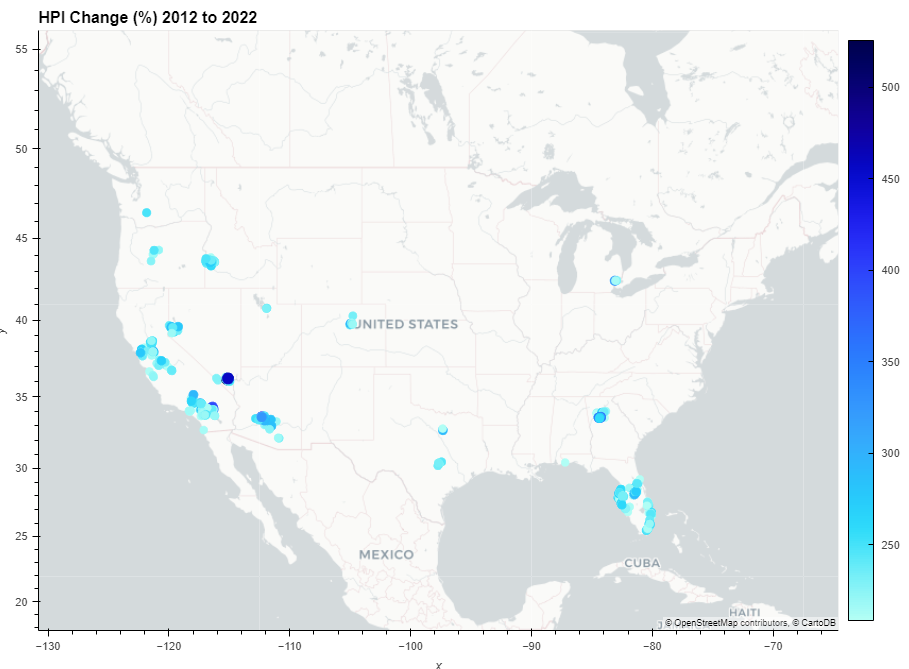 HPI Change (%) 2012 to 2022
55
50
45
40
35
30
25
20
y
−130
−120
−110
−100
−90
−80
−70
x
UNITED STATES
MEXICO
CUBA
HAITI
© OpenStreetMap contributors, © CartoDB
500
450
400
350
300
250